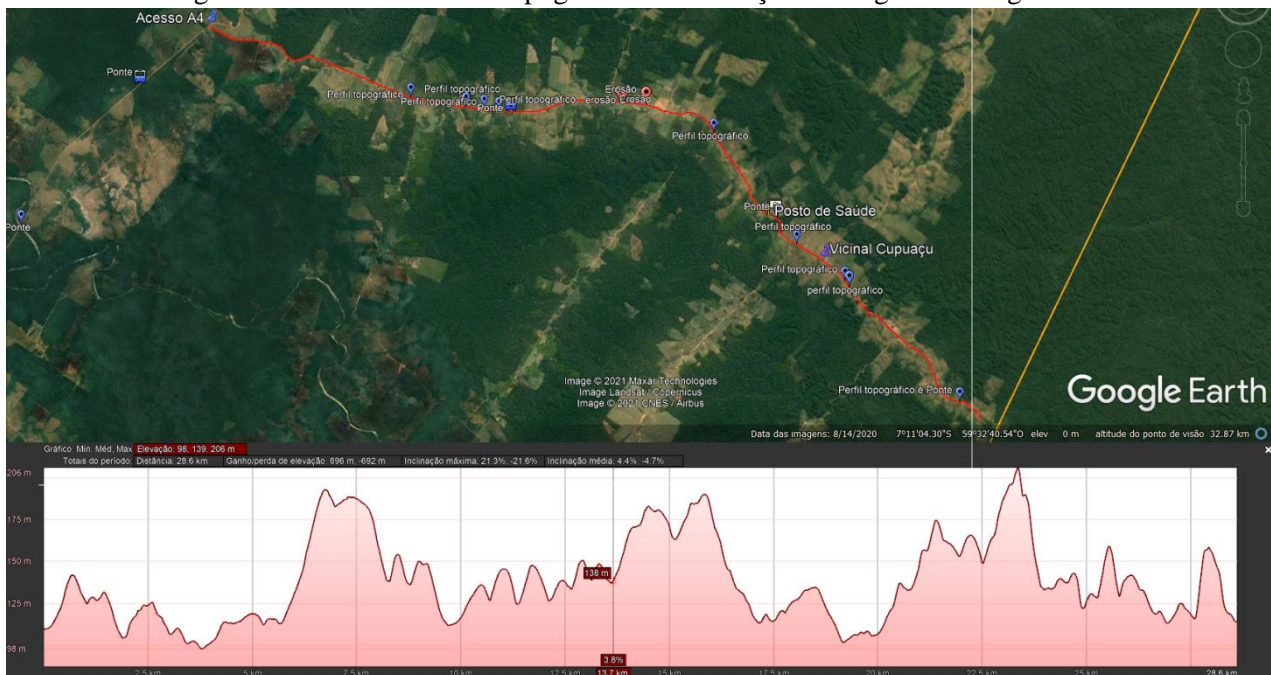 Acesso A4
Ponte
Perfil topográfico
Perfil topográfico
Perfil topográfico
Ponte
Perfil topográfico
erosão
Erosão
Erosão
Perfil topográfico
Ponte
Ponte
Posto de Saúde
Perfil topográfico
Vicinal Cupuaçu
Perfil topográfico
perfil topográfico
Perfil topográfico e Ponte
Image © 2021 Maxar Technologies
Image Landsat / Copernicus
Image © 2021 CNES / Airbus
Google Earth
Data das imagens: 8/14/2020 7°11'04.30"S 59°32'40.54"O elev 0 m altitude do ponto de visão 32.87 km
Gráfico: Mín, Méd, Máx Elevação: 98, 139, 206 m
Totais do período: Distância: 28.6 km Ganho/perda de elevação: 696 m, -692 m Inclinação máxima: 21.3%, -21.6% Inclinação média: 4.4%, -4.7%
206 m
175 m
150 m
138 m
125 m
98 m
3.8%
2.5 km 5 km 7.5 km 10 km 12.5 km 13.7 km 15 km 17.5 km 20 km 22.5 km 25 km 28.6 km